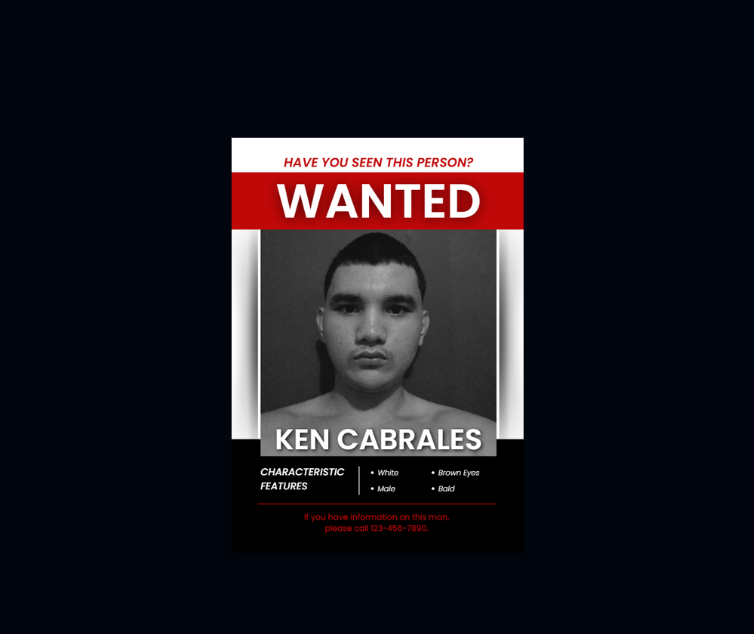 HAVE YOU SEEN THIS PERSON?
WANTED
KEN CABRALES
CHARACTERISTIC
FEATURES
• White
• Male
• Brown Eyes
• Bald
If you have information on this man,
please call 123-456-7890.